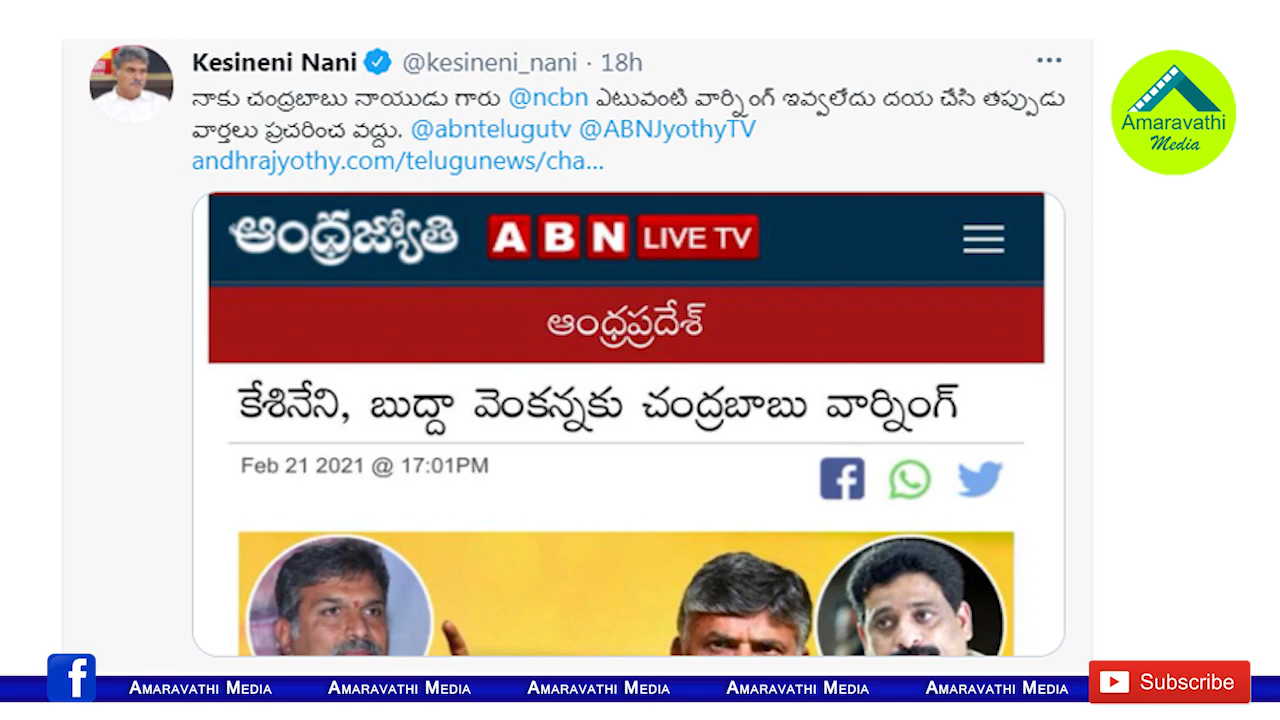 Kesineni Nani @kesineni_nani · 18h
నాకు చంద్రబాబు నాయుడు గారు @ncbn ఎటువంటి వార్నింగ్ ఇవ్వలేదు దయ చేసి తప్పుడు
వార్తలు ప్రచరించ వద్దు. @abntelugutv @ABNJyothyTV
andhrajyothy.com/telugunews/cha...
Amaravathi
Media
ఆంధ్రజ్యోతి ABN LIVE TV
ఆంధ్రప్రదేశ్
కేశినేని, బుద్దా వెంకన్నకు చంద్రబాబు వార్నింగ్
Feb 21 2021 @ 17:01PM
Amaravathi Media Amaravathi Media Amaravathi Media Amaravathi Media Amaravathi Media Subscribe